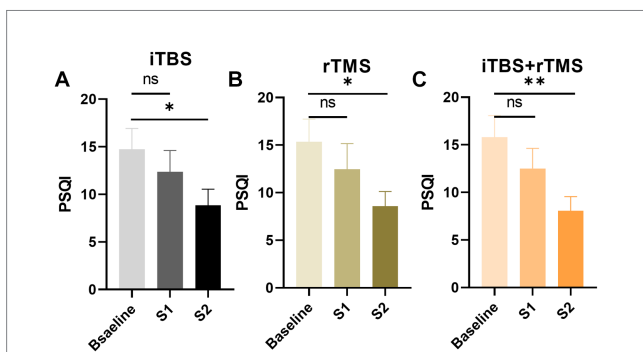 iTBS
A
ns
*
PSQI
20
15
10
5
0
Bsaeline
S1
S2
rTMS
B
*
ns
PSQI
20
15
10
5
0
Baseline
S1
S2
iTBS+rTMS
C
**
ns
PSQI
20
15
10
5
0
Baseline
S1
S2